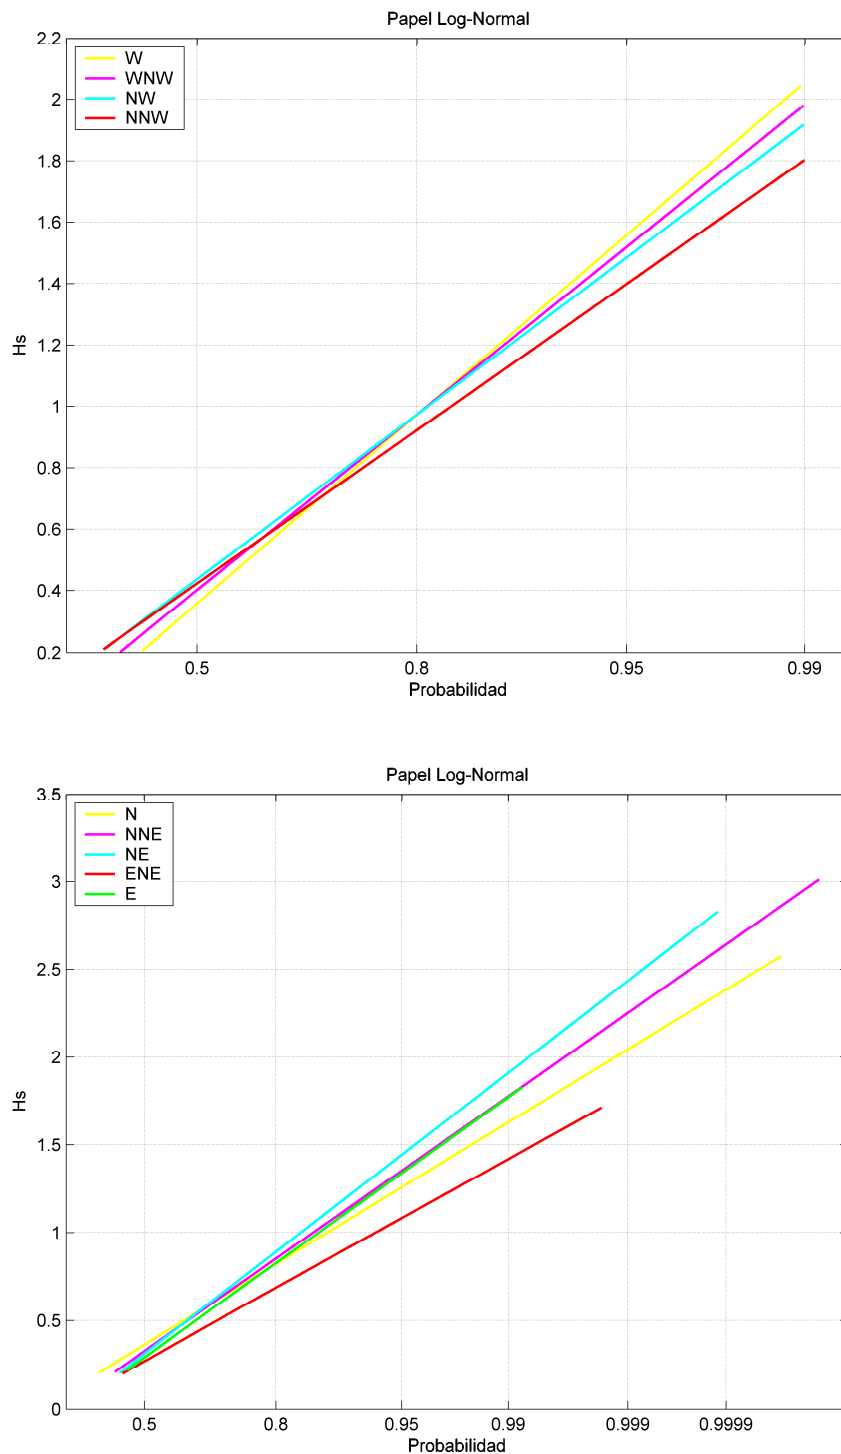 Papel Log-Normal
2.2
2
1.8
1.6
1.4
1.2
1
0.8
0.6
0.4
0.2
Hs
W
WNW
NW
NNW
0.5 0.8 0.95 0.99
Probabilidad
Papel Log-Normal
3.5
3
2.5
2
1.5
1
0.5
0
Hs
N
NNE
NE
ENE
E
0.5 0.8 0.95 0.99 0.999 0.9999
Probabilidad